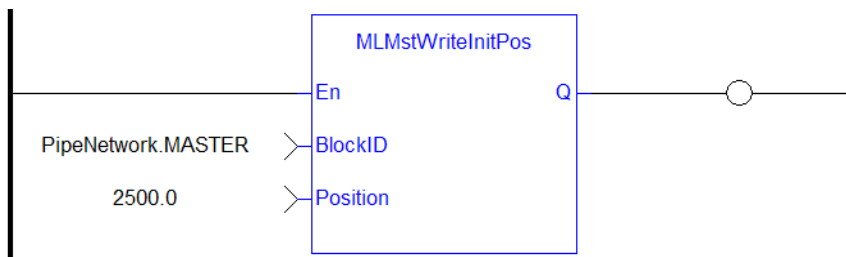 MLMstWriteInitPos
En Q
PipeNetwork.MASTER BlockID
2500.0 Position